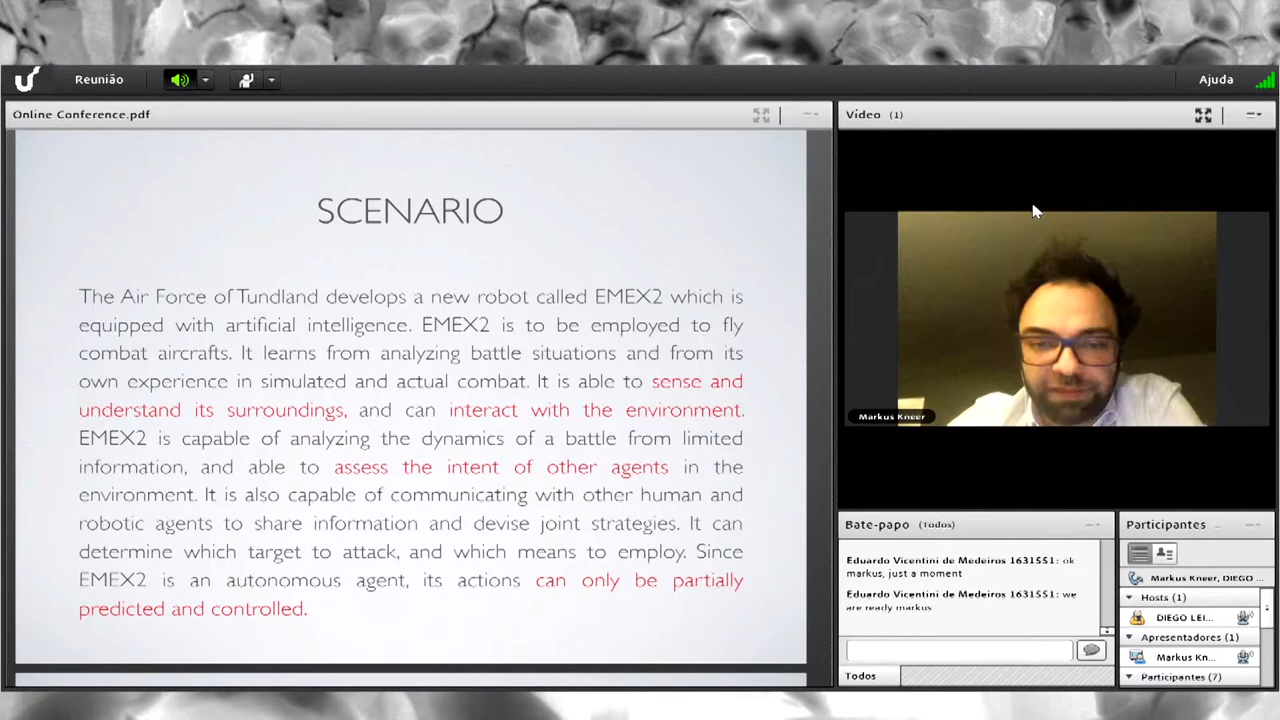 Reunião
Ajuda
Online Conference.pdf
SCENARIO
The Air Force of Tundland develops a new robot called EMEX2 which is
equipped with artificial intelligence. EMEX2 is to be employed to fly
combat aircrafts. It learns from analyzing battle situations and from its
own experience in simulated and actual combat. It is able to sense and
understand its surroundings, and can interact with the environment.
EMEX2 is capable of analyzing the dynamics of a battle from limited
information, and able to assess the intent of other agents in the
environment. It is also capable of communicating with other human and
robotic agents to share information and devise joint strategies. It can
determine which target to attack, and which means to employ. Since
EMEX2 is an autonomous agent, its actions can only be partially
predicted and controlled.
Vídeo (1)
Markus Kneer
Bate-papo (Todos)
Eduardo Vicentini de Medeiros 1631551: ok
markus, just a moment
Eduardo Vicentini de Medeiros 1631551: we
are ready markus
Todos
Participantes ..
Markus Kneer, DIEGO ...
Hosts (1)
DIEGO LEI...
Apresentadores (1)
Markus Kn...
Participantes (7)